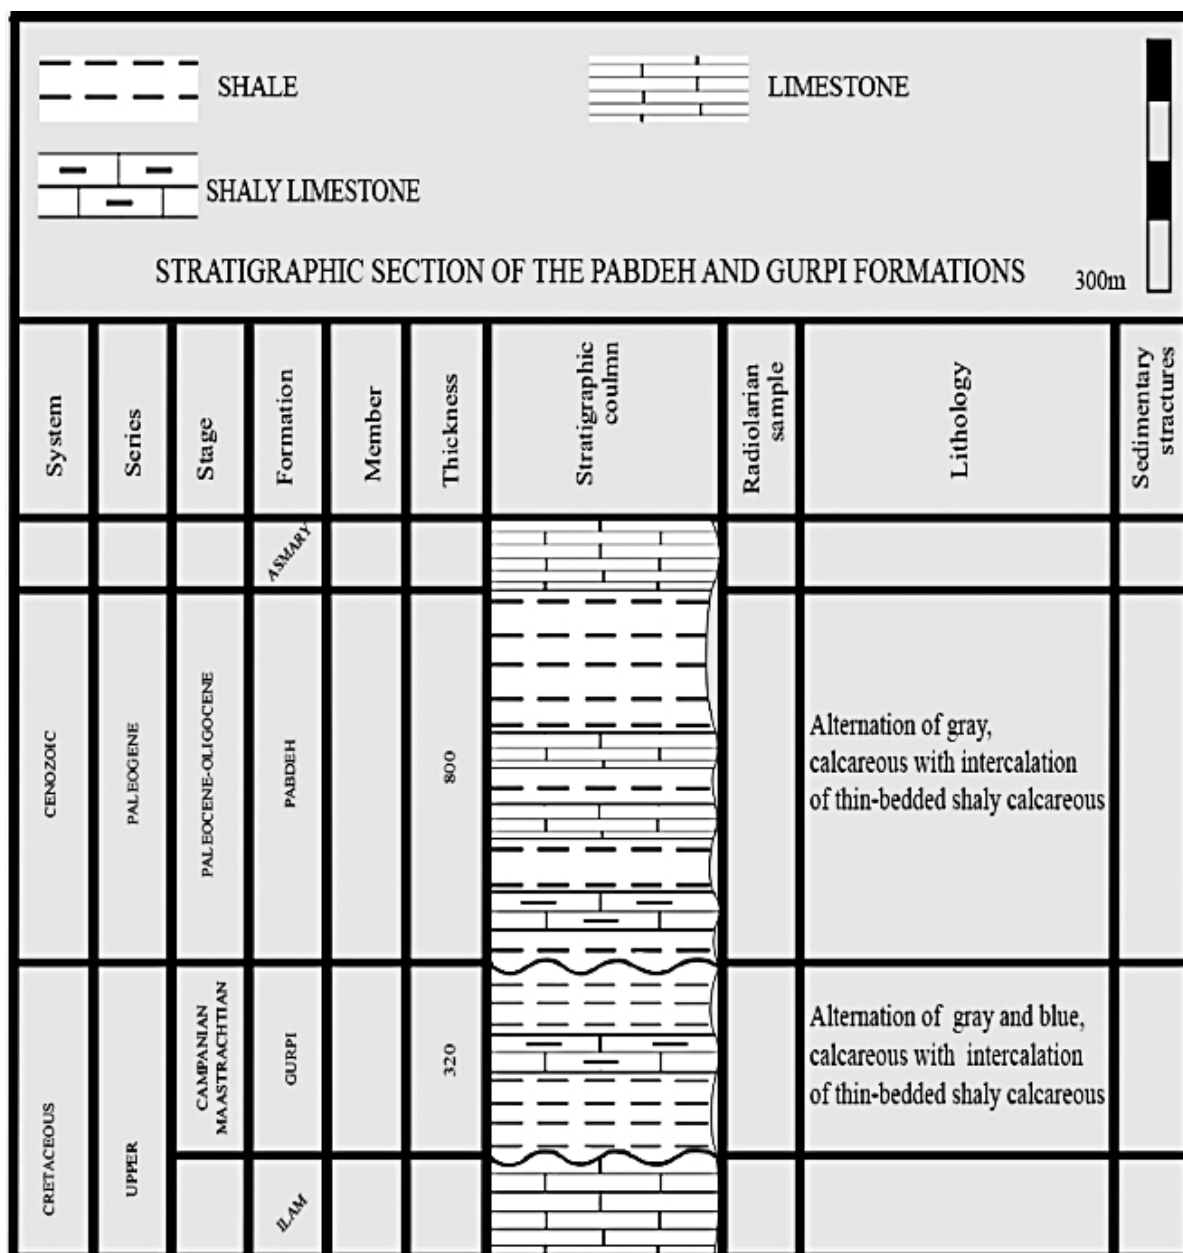 SHALE
LIMESTONE
SHALY LIMESTONE
STRATIGRAPHIC SECTION OF THE PABDEH AND GURPI FORMATIONS
300m
System
Series
Stage
Formation
Member
Thickness
Stratigraphic
coulmn
Radiolarian
sample
Lithology
Sedimentary
stractures
ASMARY
CENOZOIC
PALEOGENE
PALEOCENE-OLIGOCENE
PABDEH
800
Alternation of gray,
calcareous with intercalation
of thin-bedded shaly calcareous
CRETACEOUS
UPPER
CAMPANIAN
MAASTRACHTIAN
GURPI
320
Alternation of gray and blue,
calcareous with intercalation
of thin-bedded shaly calcareous
ILAM